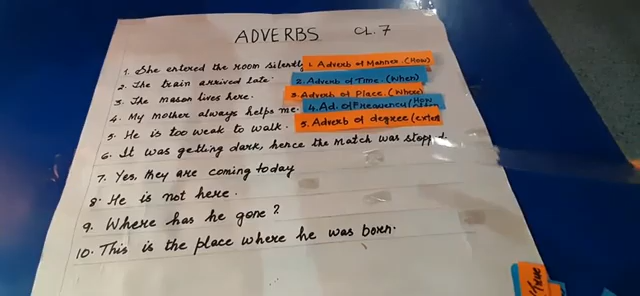 ADVERBS CL.7
1. She entered the room silently 1. Adverb of Manner. (How)
2. The train arrived late. 2. Adverb of Time. (When)
3. The mason lives here. 3. Adverb of Place. (Where)
4. My mother always helps me. 4. Ad. of Frequency (How often
5. He is too weak to walk. 5. Adverb of degree (exten
6. It was getting dark, hence the match was stopped.
7. Yes, they are coming today
8. He is not here.
9. Where has he gone?
10. This is the place where he was born.